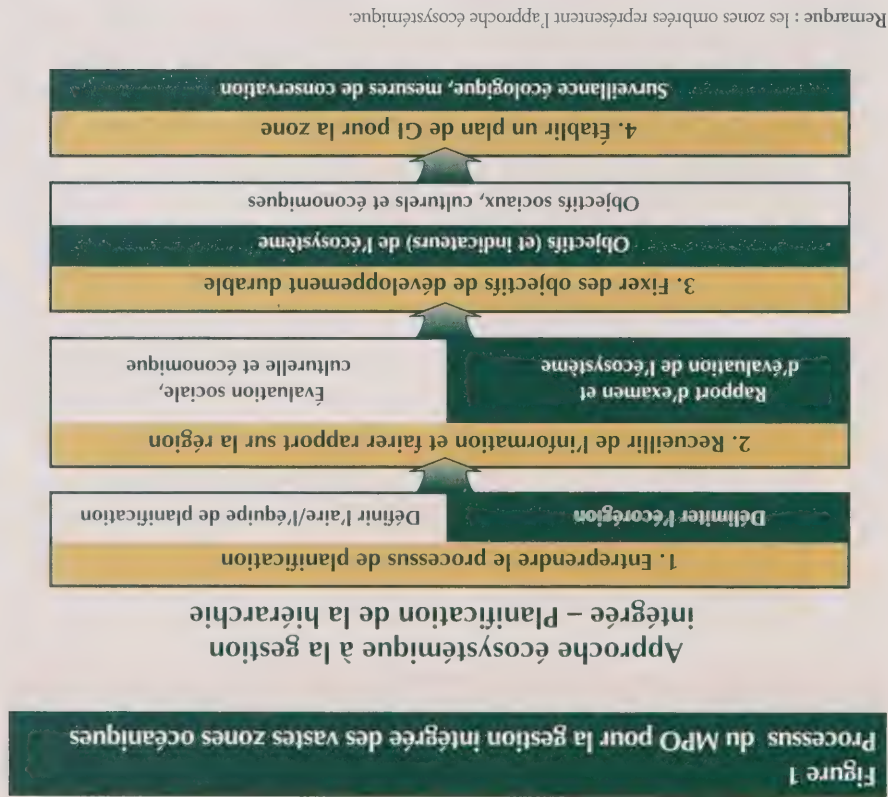 Figure 1
Processus du MPO pour la gestion intégrée des vastes zones océaniques
Approche écosystémique à la gestion
intégrée – Planification de la hiérarchie
1. Entreprendre le processus de planification
Délimiter l'écorégion
Définir l'aire/l'équipe de planification
2. Recueillir de l'information et fairer rapport sur la région
Rapport d'examen et
d'évaluation de l'écosystème
Évaluation sociale,
culturelle et économique
3. Fixer des objectifs de développement durable
Objectifs (et indicateurs) de l'écosystème
Objectifs sociaux, culturels et économiques
4. Établir un plan de GI pour la zone
Surveillance écologique, mesures de conservation
Remarque : les zones ombrées représentent l'approche écosystémique.